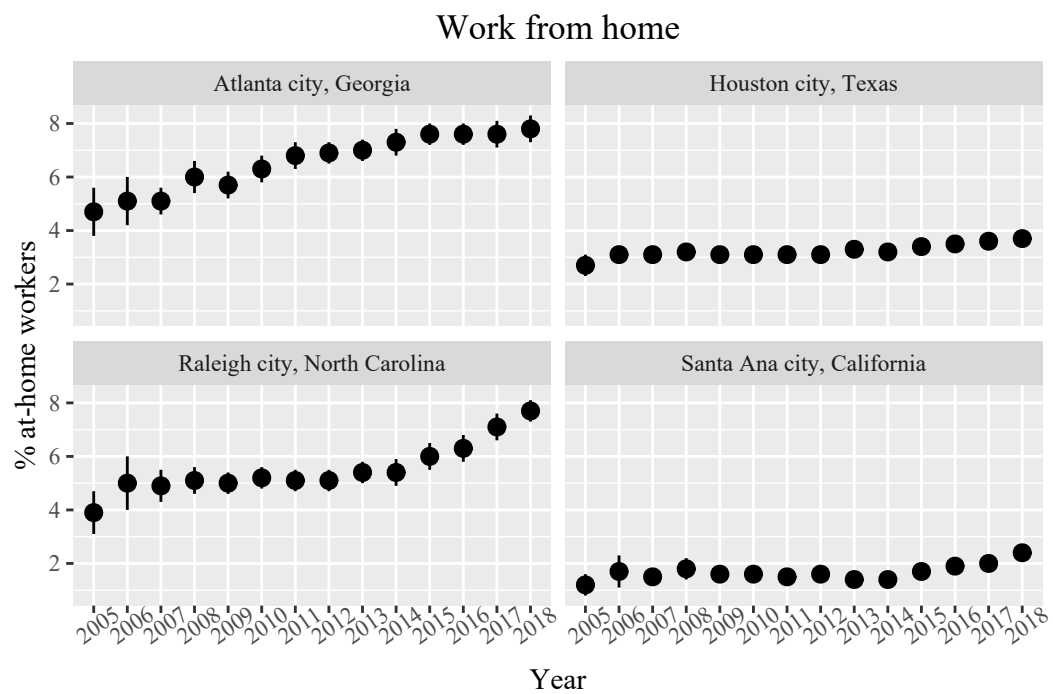 Work from home
Atlanta city, Georgia
Houston city, Texas
8
6
4
2
% at-home workers
Raleigh city, North Carolina
Santa Ana city, California
8
6
4
2
2005 2006 2007 2008 2009 2010 2011 2012 2013 2014 2015 2016 2017 2018
2005 2006 2007 2008 2009 2010 2011 2012 2013 2014 2015 2016 2017 2018
Year